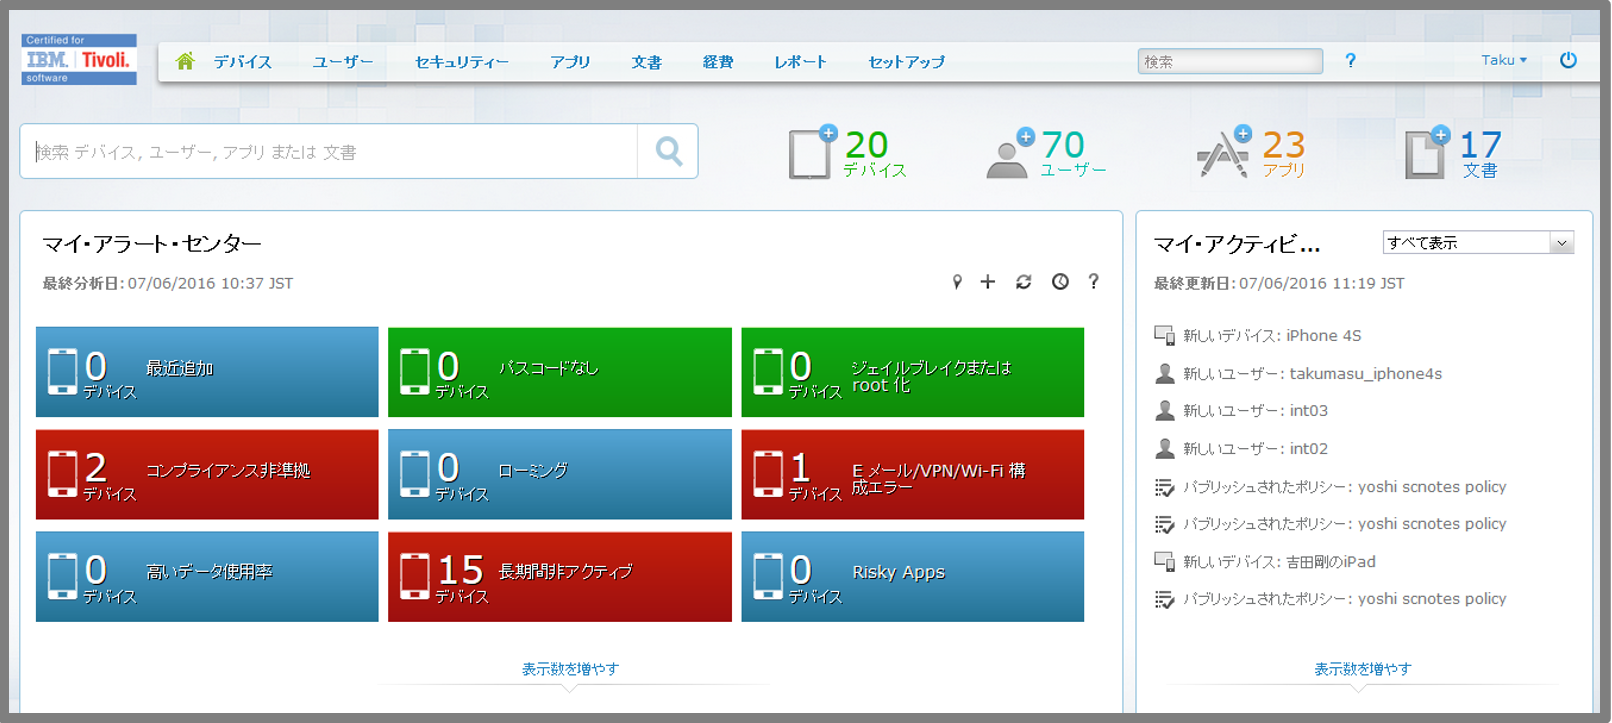 Certified for
IBM. Tivoli.
software
デバイス ユーザー セキュリティー アプリ 文書 経費 レポート セットアップ 検索 ? Taku
検索 デバイス, ユーザー, アプリ または 文書
20 デバイス
70 ユーザー
23 アプリ
17 文書
マイ・アラート・センター
最終分析日: 07/06/2016 10:37 JST
?
0 デバイス 最近追加
0 デバイス パスコードなし
0 デバイス ジェイルブレイクまたは
root 化
2 デバイス コンプライアンス非準拠
0 デバイス ローミング
1 デバイス E メール/VPN/Wi-Fi 構
成エラー
0 デバイス 高いデータ使用率
15 デバイス 長期間非アクティブ
0 デバイス Risky Apps
表示数を増やす
マイ・アクティビ... すべて表示
最終更新日: 07/06/2016 11:19 JST
新しいデバイス: iPhone 4S
新しいユーザー: takumasu_iphone4s
新しいユーザー: int03
新しいユーザー: int02
パブリッシュされたポリシー: yoshi scnotes policy
パブリッシュされたポリシー: yoshi scnotes policy
新しいデバイス: 吉田剛のiPad
パブリッシュされたポリシー: yoshi scnotes policy
表示数を増やす